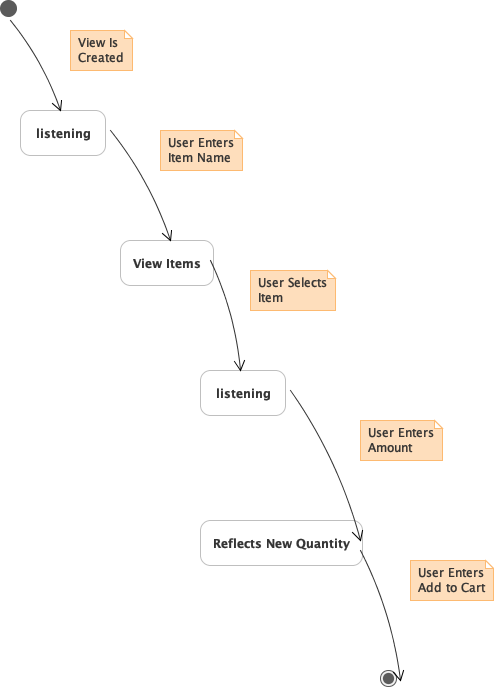 View Is
Created
listening
User Enters
Item Name
View Items
User Selects
Item
listening
User Enters
Amount
Reflects New Quantity
User Enters
Add to Cart